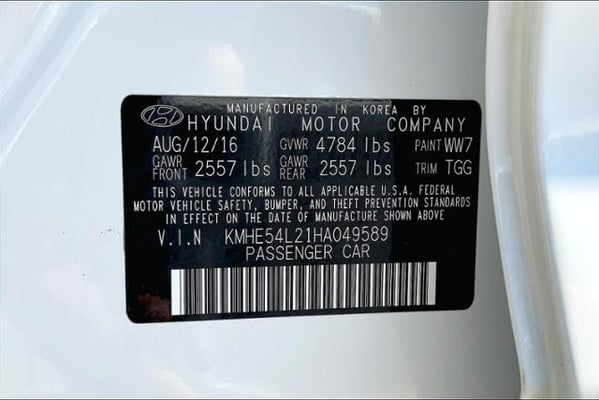 MANUFACTURED IN KOREA BY
HYUNDAI MOTOR COMPANY
AUG/12/16 GVWR 4784 lbs PAINT WW7
GAWR FRONT 2557 lbs GAWR REAR 2557 lbs TRIM TGG
THIS VEHICLE CONFORMS TO ALL APPLICABLE U.S.A. FEDERAL
MOTOR VEHICLE SAFETY, BUMPER, AND THEFT PREVENTION STANDARDS
IN EFFECT ON THE DATE OF MANUFACTURE SHOWN ABOVE
V.I.N KMHE54L21HA049589
PASSENGER CAR